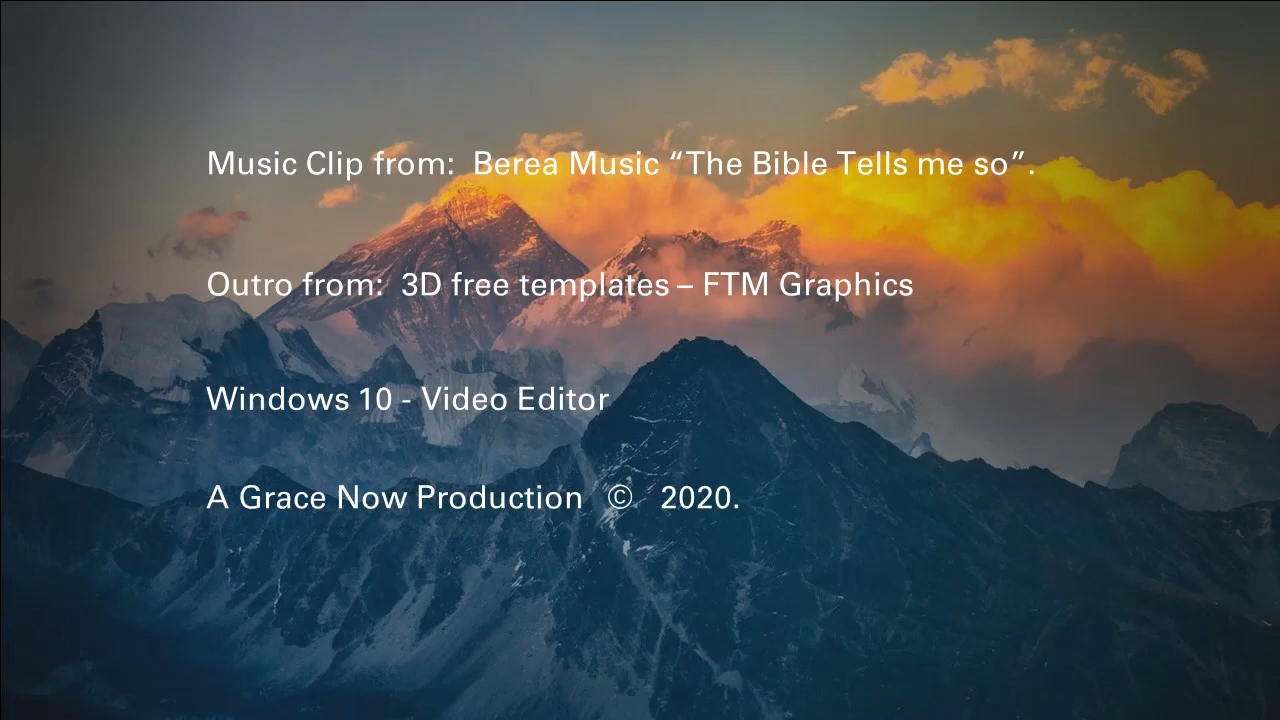 Music Clip from:  Berea Music “The Bible Tells me so”.
Outro from:  3D free templates – FTM Graphics
Windows 10 - Video Editor
A Grace Now Production  ©  2020.